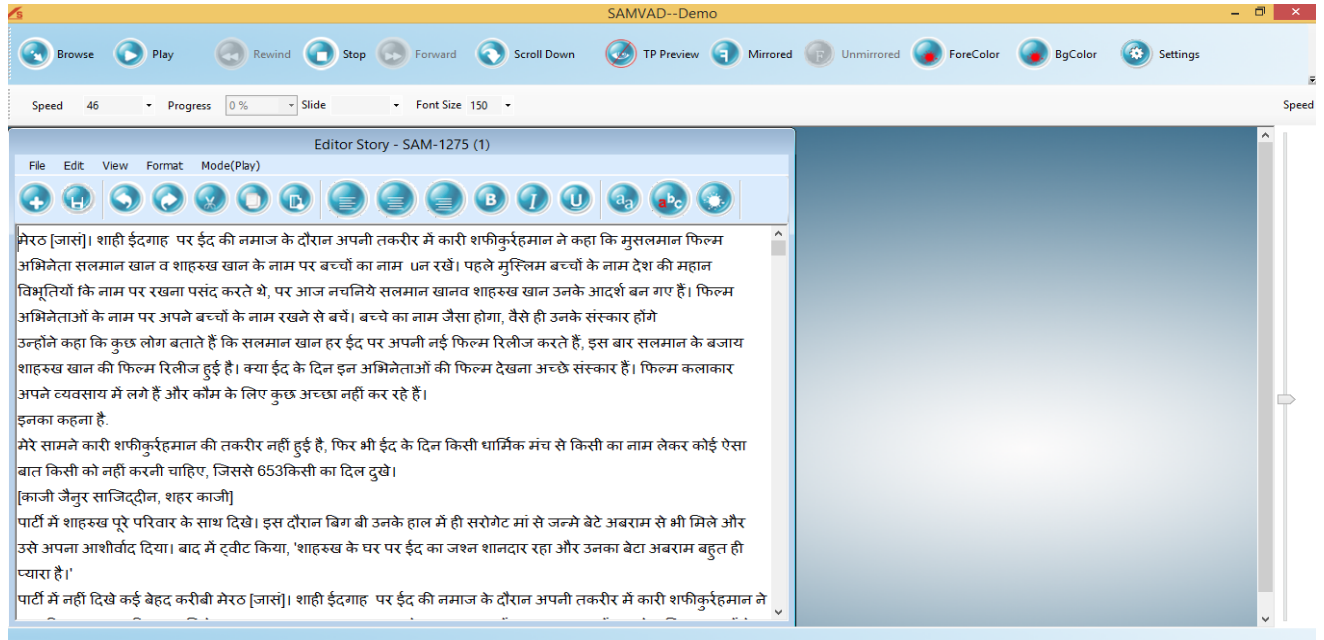 SAMVAD--Demo
Browse Play Rewind Stop Forward Scroll Down TP Preview Mirrored Unmirrored ForeColor BgColor Settings
Speed 46 Progress 0 % Slide Font Size 150 Speed
Editor Story - SAM-1275 (1)
File Edit View Format Mode(Play)
मेरठ [जासं]। शाही ईदगाह पर ईद की नमाज के दौरान अपनी तकरीर में कारी शफीकुर्रहमान ने कहा कि मुसलमान फिल्म
अभिनेता सलमान खान व शाहरुख खान के नाम पर बच्चों का नाम uन रखें। पहले मुस्लिम बच्चों के नाम देश की महान
विभूतियों कि नाम पर रखना पसंद करते थे, पर आज नचनिये सलमान खानव शाहरुख खान उनके आदर्श बन गए हैं। फिल्म
अभिनेताओं के नाम पर अपने बच्चों के नाम रखने से बचें। बच्चे का नाम जैसा होगा, वैसे ही उनके संस्कार होंगे
उन्होंने कहा कि कुछ लोग बताते हैं कि सलमान खान हर ईद पर अपनी नई फिल्म रिलीज करते हैं, इस बार सलमान के बजाय
शाहरुख खान की फिल्म रिलीज हुई है। क्या ईद के दिन इन अभिनेताओं की फिल्म देखना अच्छे संस्कार हैं। फिल्म कलाकार
अपने व्यवसाय में लगे हैं और कौम के लिए कुछ अच्छा नहीं कर रहे हैं।
इनका कहना है.
मेरे सामने कारी शफीकुर्रहमान की तकरीर नहीं हुई है, फिर भी ईद के दिन किसी धार्मिक मंच से किसी का नाम लेकर कोई ऐसा
बात किसी को नहीं करनी चाहिए, जिससे 653किसी का दिल दुखे।
[काजी जैनुर साजिद्दीन, शहर काजी]
पार्टी में शाहरुख पूरे परिवार के साथ दिखे। इस दौरान बिग बी उनके हाल में ही सरोगेट मां से जन्मे बेटे अबराम से भी मिले और
उसे अपना आशीर्वाद दिया। बाद में ट्वीट किया, 'शाहरुख के घर पर ईद का जश्न शानदार रहा और उनका बेटा अबराम बहुत ही
प्यारा है।'
पार्टी में नहीं दिखे कई बेहद करीबी मेरठ [जासं]। शाही ईदगाह पर ईद की नमाज के दौरान अपनी तकरीर में कारी शफीकुर्रहमान ने